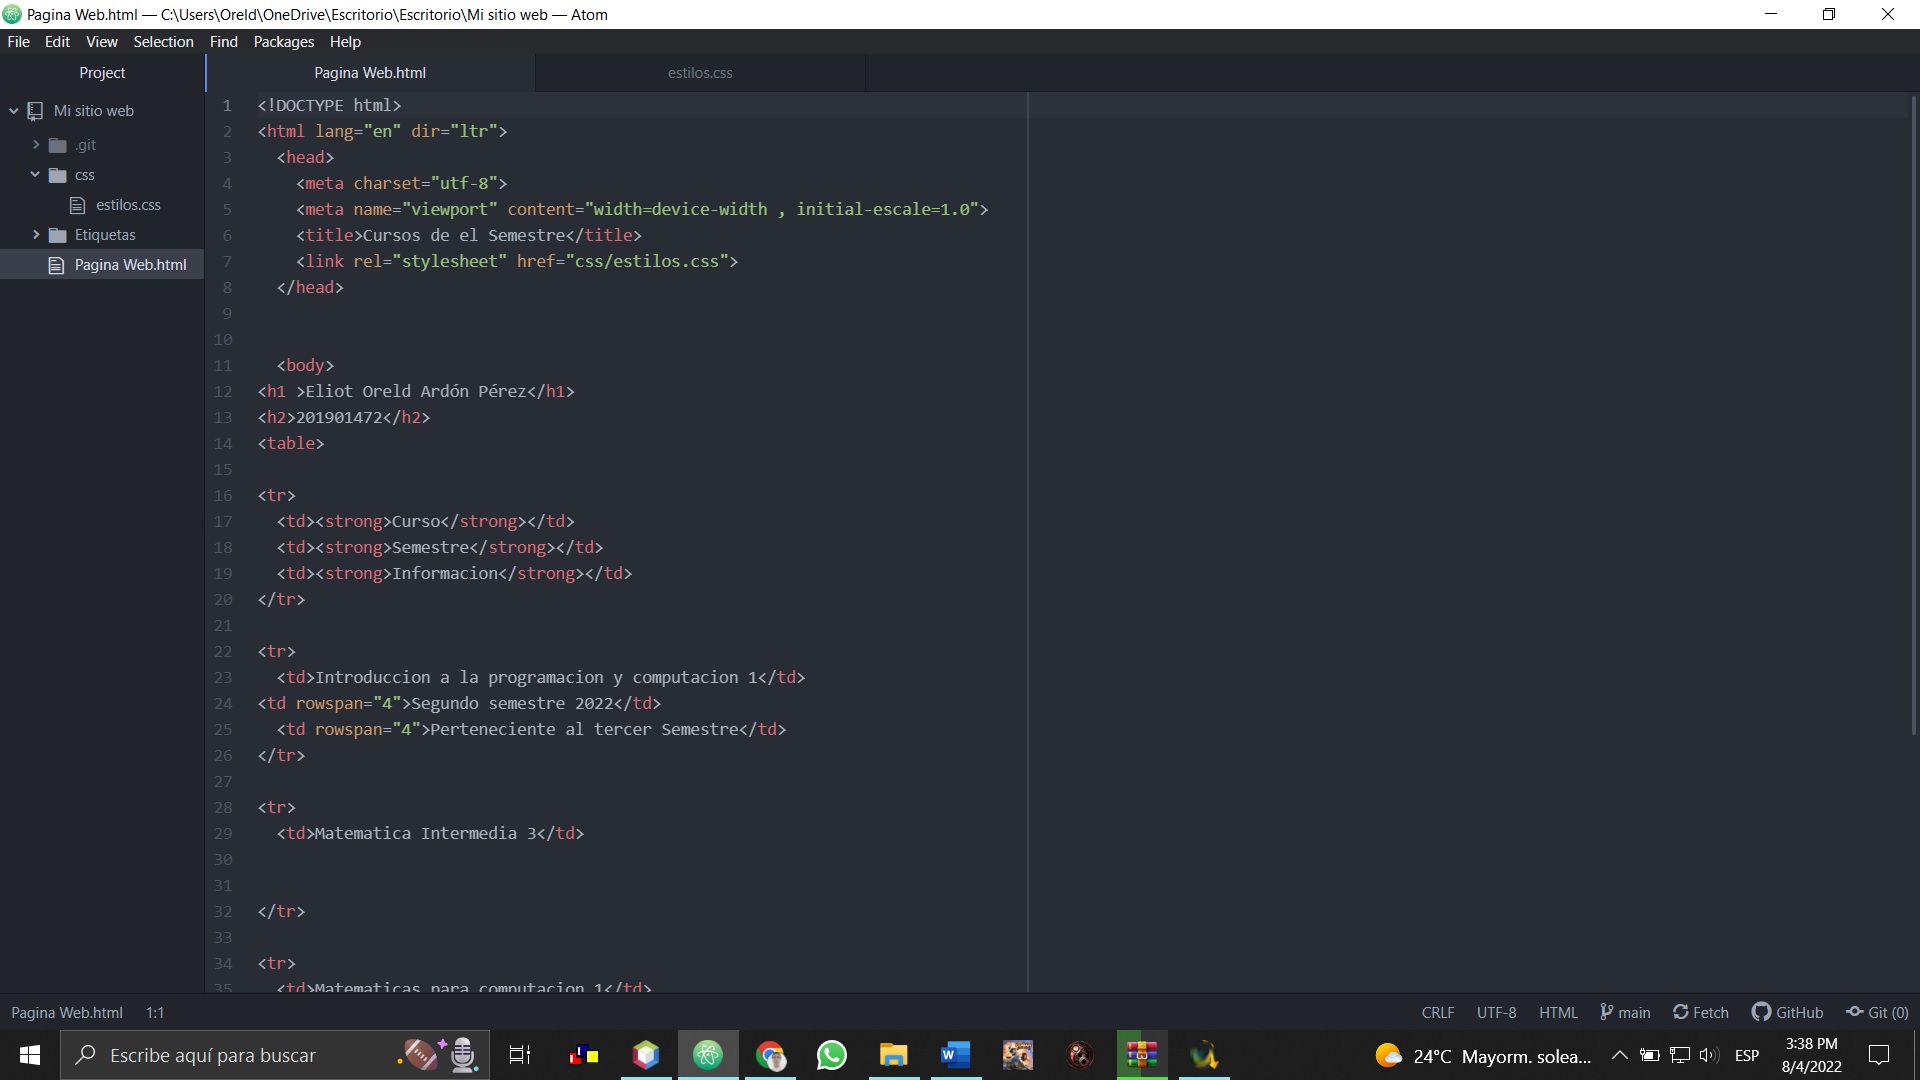 Pagina Web.html — C:\Users\Oreld\OneDrive\Escritorio\Escritorio\Mi sitio web — Atom
File Edit View Selection Find Packages Help
Project
Mi sitio web
.git
css
estilos.css
Etiquetas
Pagina Web.html
Pagina Web.html estilos.css
1 <!DOCTYPE html>
2 <html lang="en" dir="ltr">
3 <head>
4 <meta charset="utf-8">
5 <meta name="viewport" content="width=device-width , initial-escale=1.0">
6 <title>Cursos de el Semestre</title>
7 <link rel="stylesheet" href="css/estilos.css">
8 </head>
9
10
11 <body>
12 <h1 >Eliot Oreld Ardón Pérez</h1>
13 <h2>201901472</h2>
14 <table>
15
16 <tr>
17 <td><strong>Curso</strong></td>
18 <td><strong>Semestre</strong></td>
19 <td><strong>Informacion</strong></td>
20 </tr>
21
22 <tr>
23 <td>Introduccion a la programacion y computacion 1</td>
24 <td rowspan="4">Segundo semestre 2022</td>
25 <td rowspan="4">Perteneciente al tercer Semestre</td>
26 </tr>
27
28 <tr>
29 <td>Matematica Intermedia 3</td>
30
31
32 </tr>
33
34 <tr>
35 <td>Matematicas para computacion 1</td>
Pagina Web.html 1:1 CRLF UTF-8 HTML main Fetch GitHub Git (0)
Escribe aquí para buscar
24°C Mayorm. solea... ESP
3:38 PM
8/4/2022